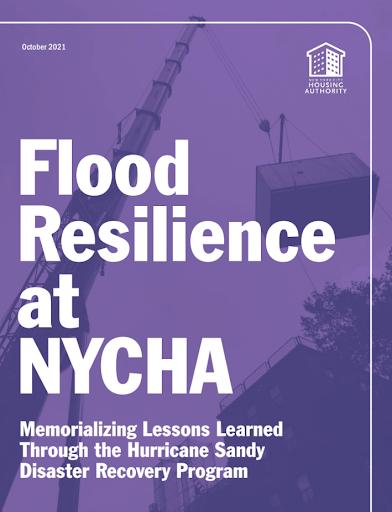 October 2021
NEW YORK CITY
HOUSING
AUTHORITY
Flood
Resilience
at
NYCHA
Memorializing Lessons Learned
Through the Hurricane Sandy
Disaster Recovery Program